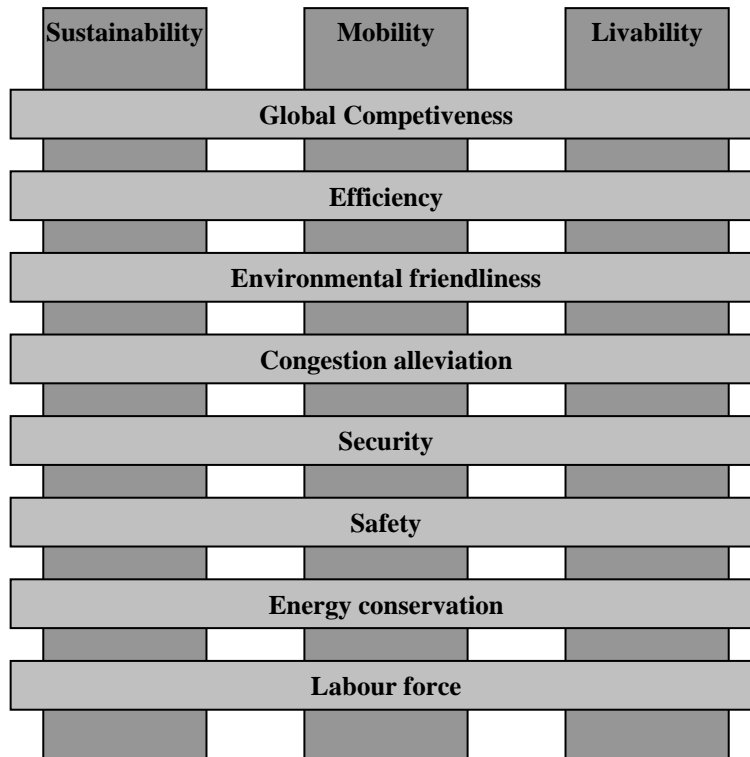 Sustainability Mobility Livability
Global Competiveness
Efficiency
Environmental friendliness
Congestion alleviation
Security
Safety
Energy conservation
Labour force